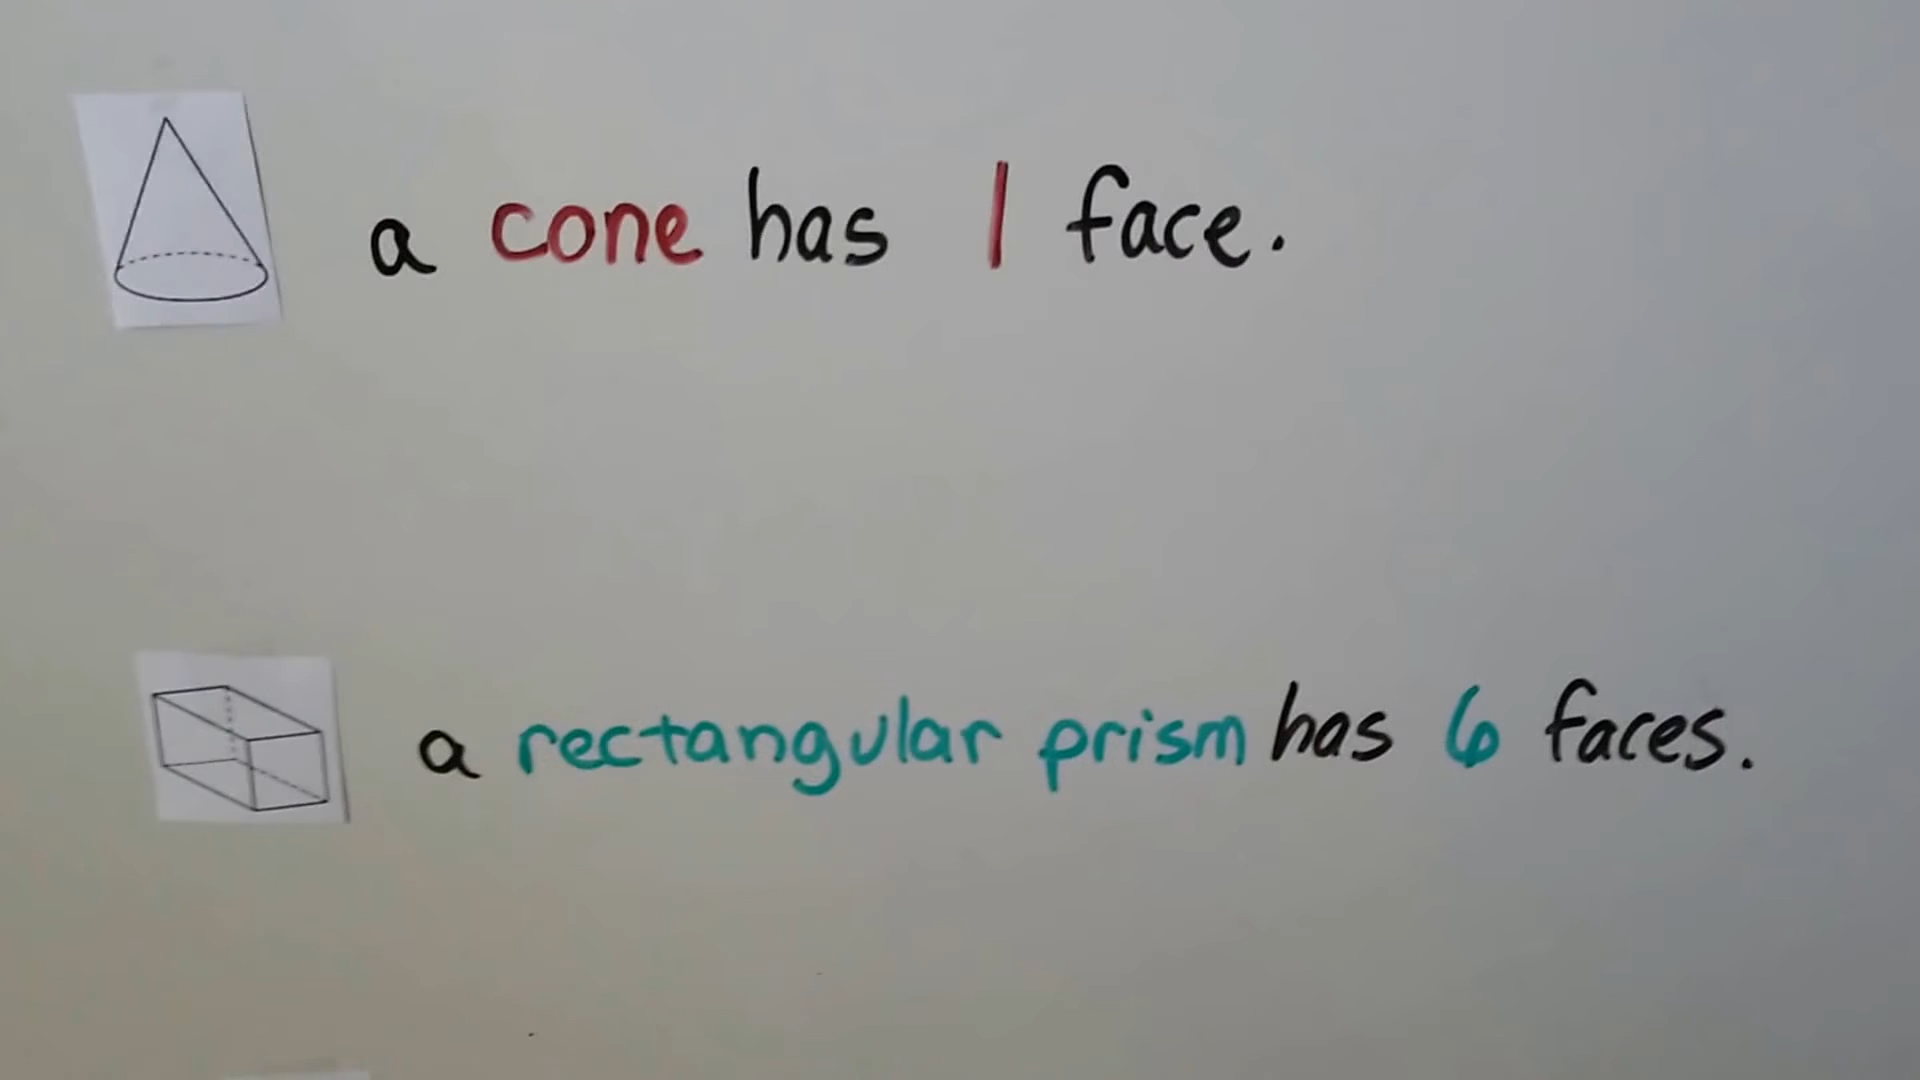 a cone has 1 face.
a rectangular prism has 6 faces.